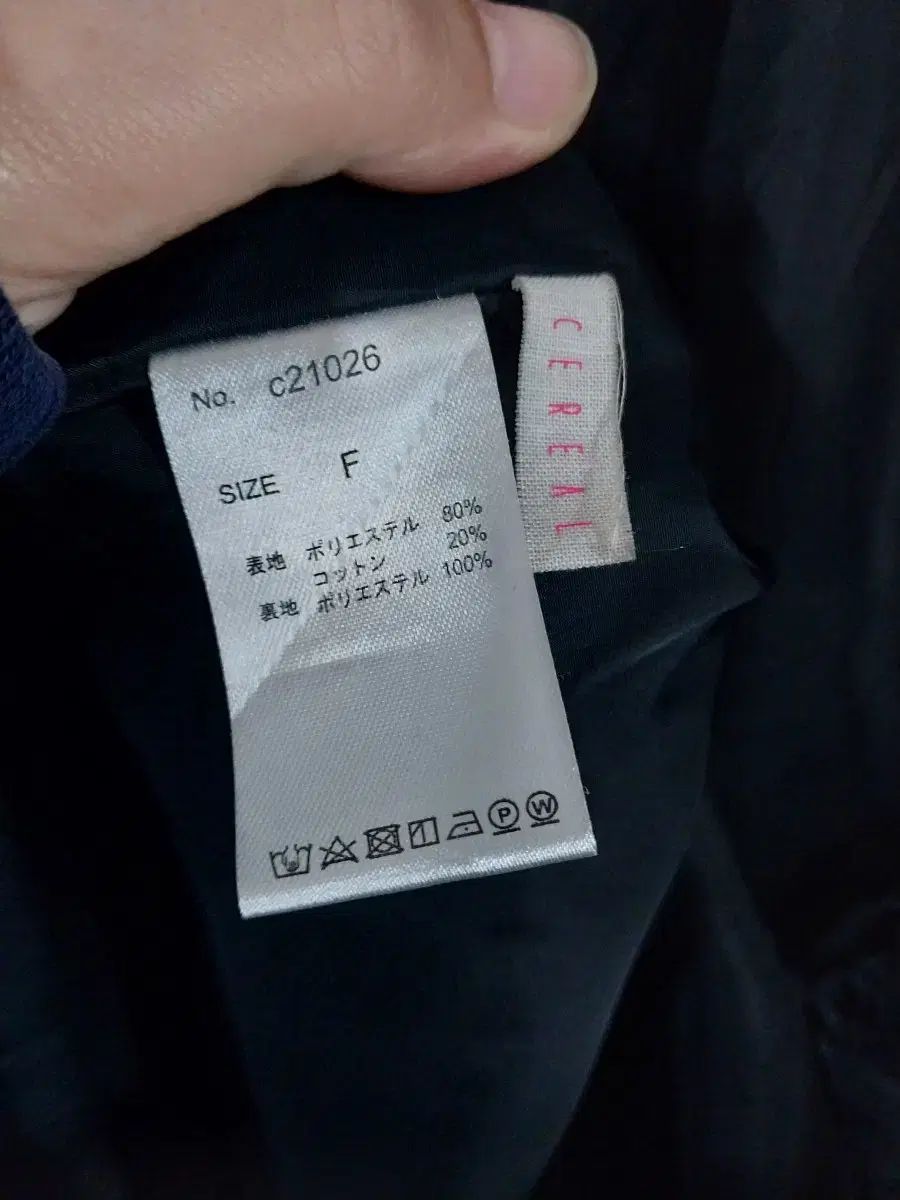 No. c21026
SIZE F
表地 ポリエステル 80%
コットン 20%
裏地 ポリエステル 100%
P W
CEREAL